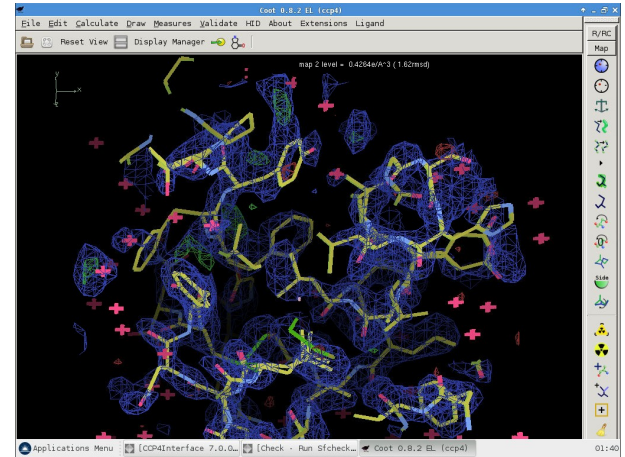 Coot 0.8.2 EL (ccp4)
File Edit Calculate Draw Measures Validate HID About Extensions Ligand
Reset View Display Manager
R/RC
Map
map 2 level = 0.4264e/A^3 (1.62rmsd)
y
x
z
Side
Applications Menu [CCP4Interface 7.0.0... [Check - Run Sfcheck... Coot 0.8.2 EL (ccp4) 01:40